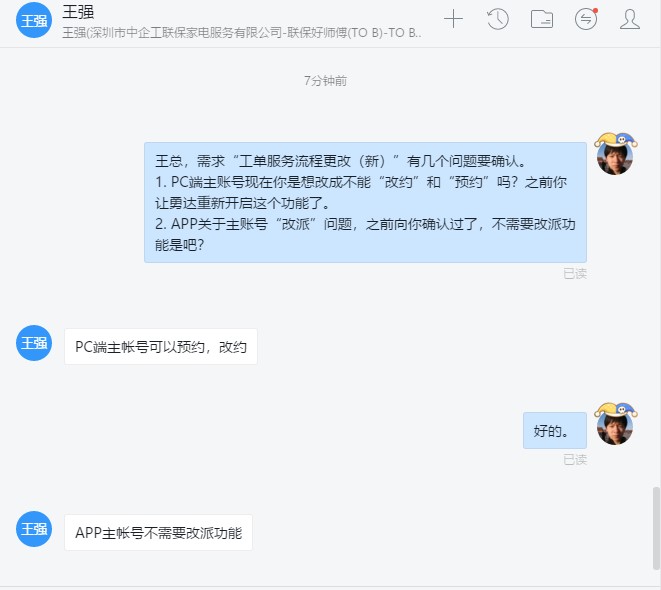 王强
王强
王强(深圳市中企工联保家电服务有限公司-联保好师傅(TO B)-TO B..
7分钟前
王总，需求“工单服务流程更改（新）”有几个问题要确认。
1. PC端主账号现在你是想改成不能“改约”和“预约”吗？之前你
让勇达重新开启这个功能了。
2. APP关于主账号“改派”问题，之前向你确认过了，不需要改派功
能是吧？
已读
王强
PC端主帐号可以预约，改约
好的。
已读
王强
APP主帐号不需要改派功能